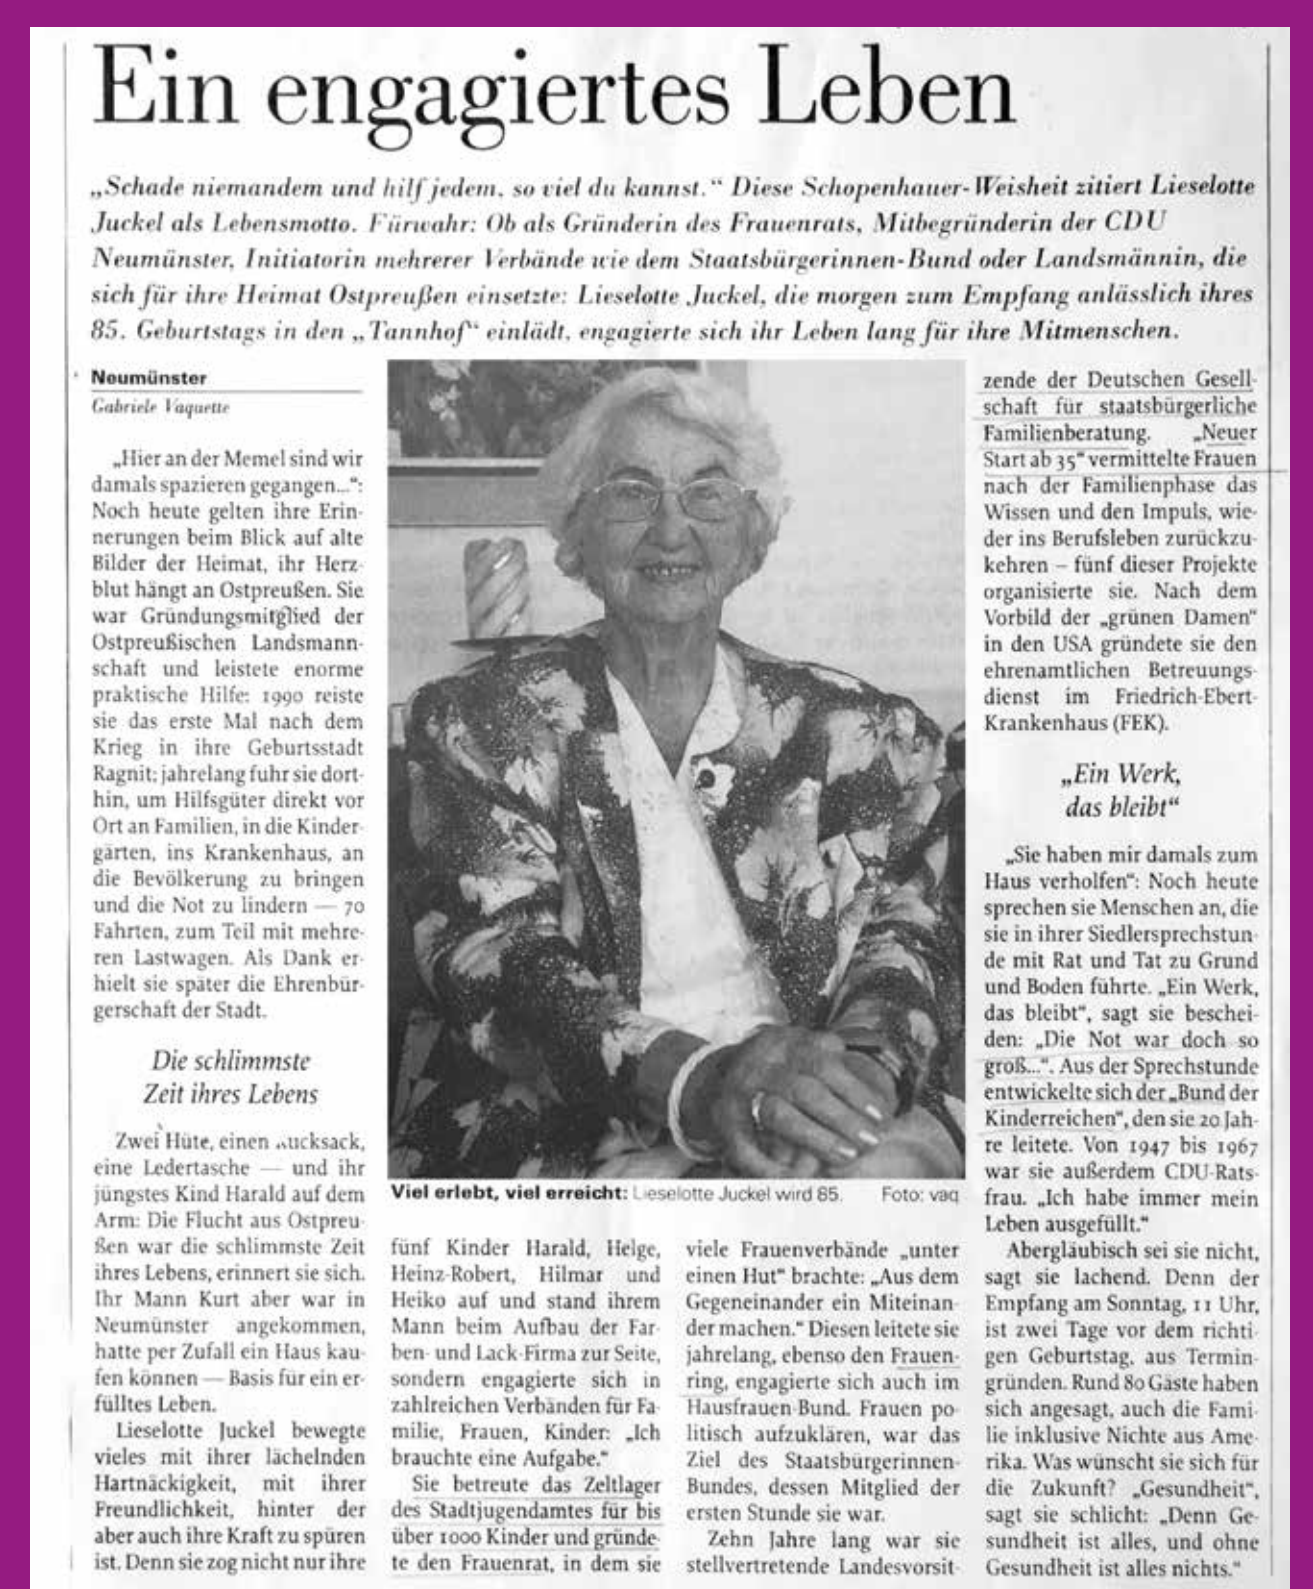 Ein engagiertes Leben
„Schade niemandem und hilf jedem, so viel du kannst.“ Diese Schopenhauer-Weisheit zitiert Lieselotte
Juckel als Lebensmotto. Fürwahr: Ob als Gründerin des Frauenrats, Mitbegründerin der CDU
Neumünster, Initiatorin mehrerer Verbände wie dem Staatsbürgerinnen-Bund oder Landsmännin, die
sich für ihre Heimat Ostpreußen einsetzte: Lieselotte Juckel, die morgen zum Empfang anlässlich ihres
85. Geburtstags in den „Tannhof“ einlädt, engagierte sich ihr Leben lang für ihre Mitmenschen.
Neumünster
Gabriele Vaquette
„Hier an der Memel sind wir
damals spazieren gegangen...“:
Noch heute gelten ihre Erin-
nerungen beim Blick auf alte
Bilder der Heimat, ihr Herz-
blut hängt an Ostpreußen. Sie
war Gründungsmitglied der
Ostpreußischen Landsmann-
schaft und leistete enorme
praktische Hilfe: 1990 reiste
sie das erste Mal nach dem
Krieg in ihre Geburtsstadt
Ragnit; jahrelang fuhr sie dort-
hin, um Hilfsgüter direkt vor
Ort an Familien, in die Kinder-
gärten, ins Krankenhaus, an
die Bevölkerung zu bringen
und die Not zu lindern — 70
Fahrten, zum Teil mit mehre-
ren Lastwagen. Als Dank er-
hielt sie später die Ehrenbür-
gerschaft der Stadt.
Die schlimmste
Zeit ihres Lebens
Zwei Hüte, einen ucksack,
eine Ledertasche — und ihr
jüngstes Kind Harald auf dem
Arm: Die Flucht aus Ostpreu-
ßen war die schlimmste Zeit
ihres Lebens, erinnert sie sich.
Ihr Mann Kurt aber war in
Neumünster angekommen,
hatte per Zufall ein Haus kau-
fen können — Basis für ein er-
fülltes Leben.
Lieselotte Juckel bewegte
vieles mit ihrer lächelnden
Hartnäckigkeit, mit ihrer
Freundlichkeit, hinter der
aber auch ihre Kraft zu spüren
ist. Denn sie zog nicht nur ihre
Viel erlebt, viel erreicht: Lieselotte Juckel wird 85. Foto: vaq
fünf Kinder Harald, Helge,
Heinz-Robert, Hilmar und
Heiko auf und stand ihrem
Mann beim Aufbau der Far-
ben- und Lack-Firma zur Seite,
sondern engagierte sich in
zahlreichen Verbänden für Fa-
milie, Frauen, Kinder: „Ich
brauchte eine Aufgabe.“
Sie betreute das Zeltlager
des Stadtjugendamtes für bis
über 1000 Kinder und gründe-
te den Frauenrat, in dem sie
viele Frauenverbände „unter
einen Hut“ brachte: „Aus dem
Gegeneinander ein Miteinan-
der machen.“ Diesen leitete sie
jahrelang, ebenso den Frauen-
ring, engagierte sich auch im
Hausfrauen-Bund. Frauen po-
litisch aufzuklären, war das
Ziel des Staatsbürgerinnen-
Bundes, dessen Mitglied der
ersten Stunde sie war.
Zehn Jahre lang war sie
stellvertretende Landesvorsit-
zende der Deutschen Gesell-
schaft für staatsbürgerliche
Familienberatung. „Neuer
Start ab 35“ vermittelte Frauen
nach der Familienphase das
Wissen und den Impuls, wie-
der ins Berufsleben zurückzu-
kehren – fünf dieser Projekte
organisierte sie. Nach dem
Vorbild der „grünen Damen“
in den USA gründete sie den
ehrenamtlichen Betreuungs-
dienst im Friedrich-Ebert-
Krankenhaus (FEK).
„Ein Werk,
das bleibt“
„Sie haben mir damals zum
Haus verholfen“: Noch heute
sprechen sie Menschen an, die
sie in ihrer Siedlersprechstun-
de mit Rat und Tat zu Grund
und Boden führte. „Ein Werk,
das bleibt“, sagt sie beschei-
den: „Die Not war doch so
groß...“. Aus der Sprechstunde
entwickelte sich der „Bund der
Kinderreichen“, den sie 20 Jah-
re leitete. Von 1947 bis 1967
war sie außerdem CDU-Rats-
frau. „Ich habe immer mein
Leben ausgefüllt.“
Abergläubisch sei sie nicht,
sagt sie lachend. Denn der
Empfang am Sonntag, 11 Uhr,
ist zwei Tage vor dem richti-
gen Geburtstag, aus Termin-
gründen. Rund 80 Gäste haben
sich angesagt, auch die Fami-
lie inklusive Nichte aus Ame-
rika. Was wünscht sie sich für
die Zukunft? „Gesundheit“,
sagt sie schlicht: „Denn Ge-
sundheit ist alles, und ohne
Gesundheit ist alles nichts.“